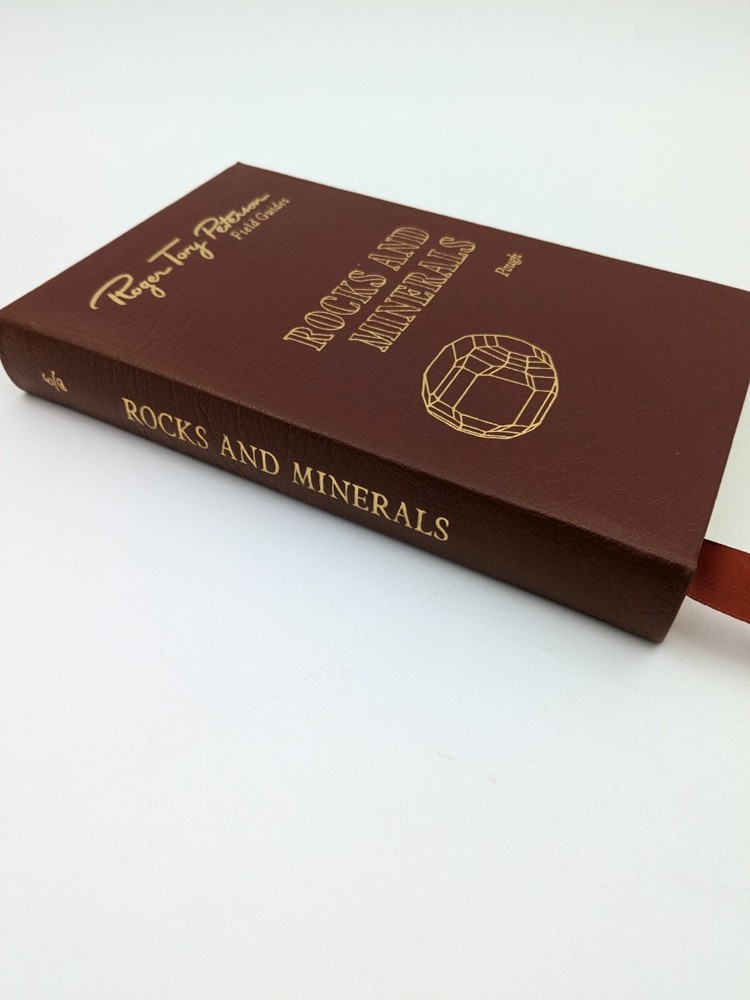 Roger Tory Peterson
Field Guides
ROCKS AND
MINERALS
Pough
ROCKS AND MINERALS